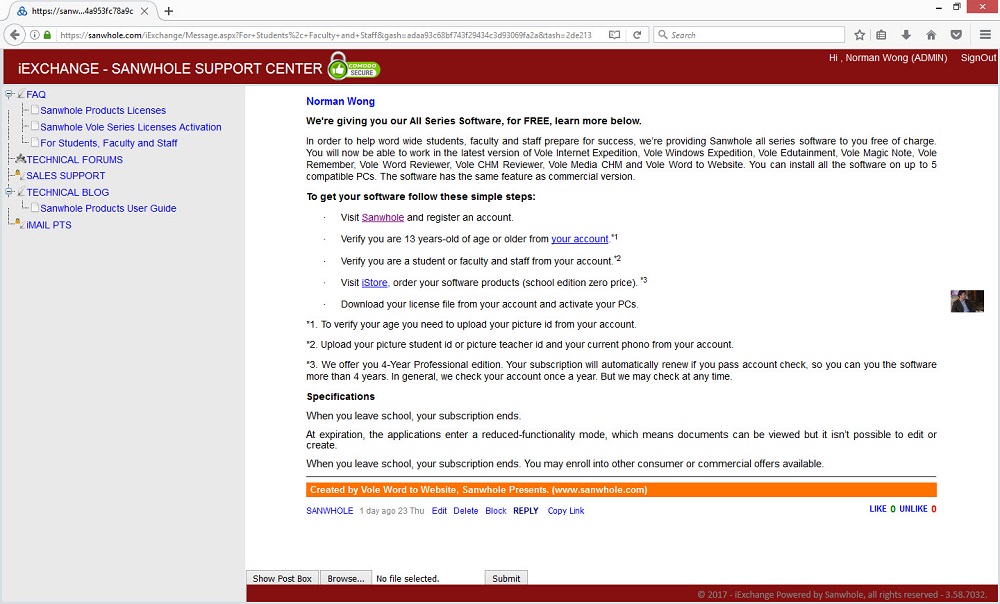 https://sanw...4a953fc78a9c
https://sanwhole.com/iExchange/Message.aspx?For+Students%2c+Faculty+and+Staff&gash=adaa93c68bf743f29434c3d93069fa2a&tash=2de213
Search
iEXCHANGE - SANWHOLE SUPPORT CENTER
COMODO
SECURE
Hi , Norman Wong (ADMIN) SignOut
FAQ
Sanwhole Products Licenses
Sanwhole Vole Series Licenses Activation
For Students, Faculty and Staff
TECHNICAL FORUMS
SALES SUPPORT
TECHNICAL BLOG
Sanwhole Products User Guide
iMAIL PTS
Norman Wong
We're giving you our All Series Software, for FREE, learn more below.
In order to help word wide students, faculty and staff prepare for success, we're providing Sanwhole all series software to you free of charge.
You will now be able to work in the latest version of Vole Internet Expedition, Vole Windows Expedition, Vole Edutainment, Vole Magic Note, Vole
Remember, Vole Word Reviewer, Vole CHM Reviewer, Vole Media CHM and Vole Word to Website. You can install all the software on up to 5
compatible PCs. The software has the same feature as commercial version.
To get your software follow these simple steps:
· Visit Sanwhole and register an account.
· Verify you are 13 years-old of age or older from your account.*1
· Verify you are a student or faculty and staff from your account.*2
· Visit iStore, order your software products (school edition zero price). *3
· Download your license file from your account and activate your PCs.
*1. To verify your age you need to upload your picture id from your account.
*2. Upload your picture student id or picture teacher id and your current phono from your account.
*3. We offer you 4-Year Professional edition. Your subscription will automatically renew if you pass account check, so you can you the software
more than 4 years. In general, we check your account once a year. But we may check at any time.
Specifications
When you leave school, your subscription ends.
At expiration, the applications enter a reduced-functionality mode, which means documents can be viewed but it isn't possible to edit or
create.
When you leave school, your subscription ends. You may enroll into other consumer or commercial offers available.
Created by Vole Word to Website, Sanwhole Presents. (www.sanwhole.com)
SANWHOLE 1 day ago 23 Thu Edit Delete Block REPLY Copy Link
LIKE 0 UNLIKE 0
Show Post Box Browse... No file selected. Submit
© 2017 - iExchange Powered by Sanwhole, all rights reserved - 3.58.7032.